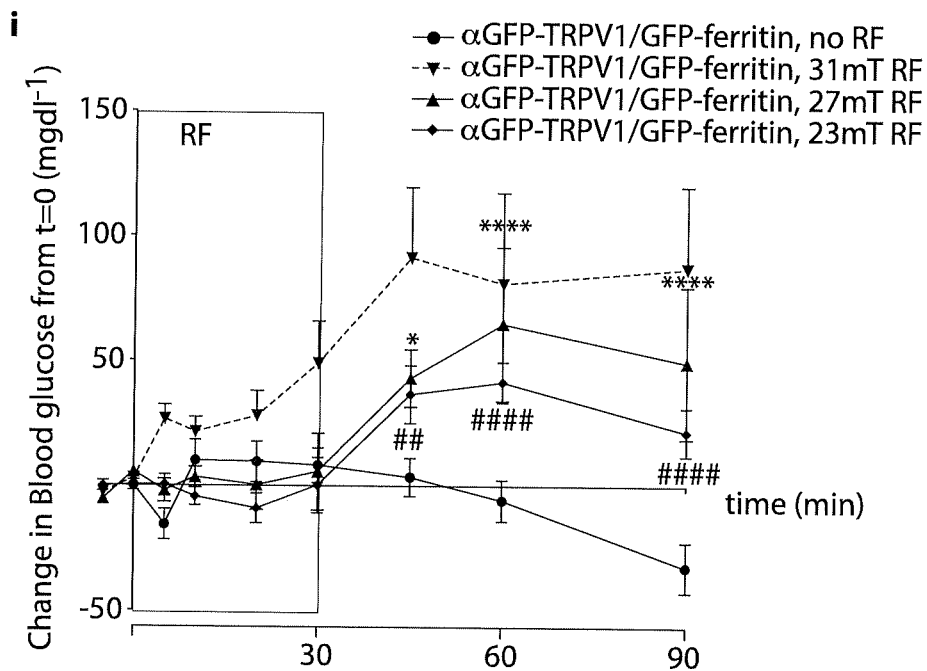 i
αGFP-TRPV1/GFP-ferritin, no RF
αGFP-TRPV1/GFP-ferritin, 31mT RF
αGFP-TRPV1/GFP-ferritin, 27mT RF
αGFP-TRPV1/GFP-ferritin, 23mT RF
Change in Blood glucose from t=0 (mgdl⁻¹)
150
100
50
0
-50
RF
****
****
*
##
####
####
time (min)
30
60
90